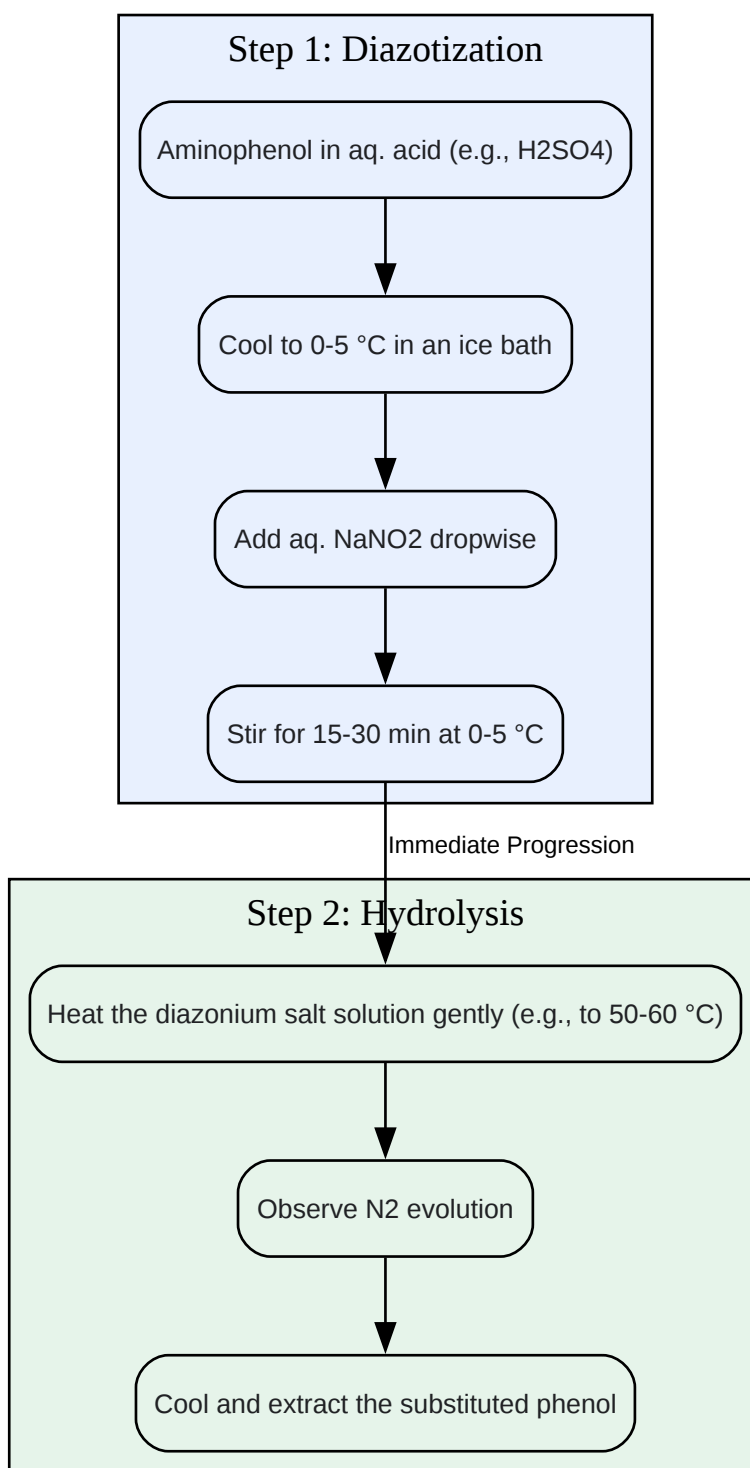 Step 1: Diazotization
Aminophenol in aq. acid (e.g., H2SO4)
Cool to 0-5 °C in an ice bath
Add aq. NaNO2 dropwise
Stir for 15-30 min at 0-5 °C
Immediate Progression
Step 2: Hydrolysis
Heat the diazonium salt solution gently (e.g., to 50-60 °C)
Observe N2 evolution
Cool and extract the substituted phenol